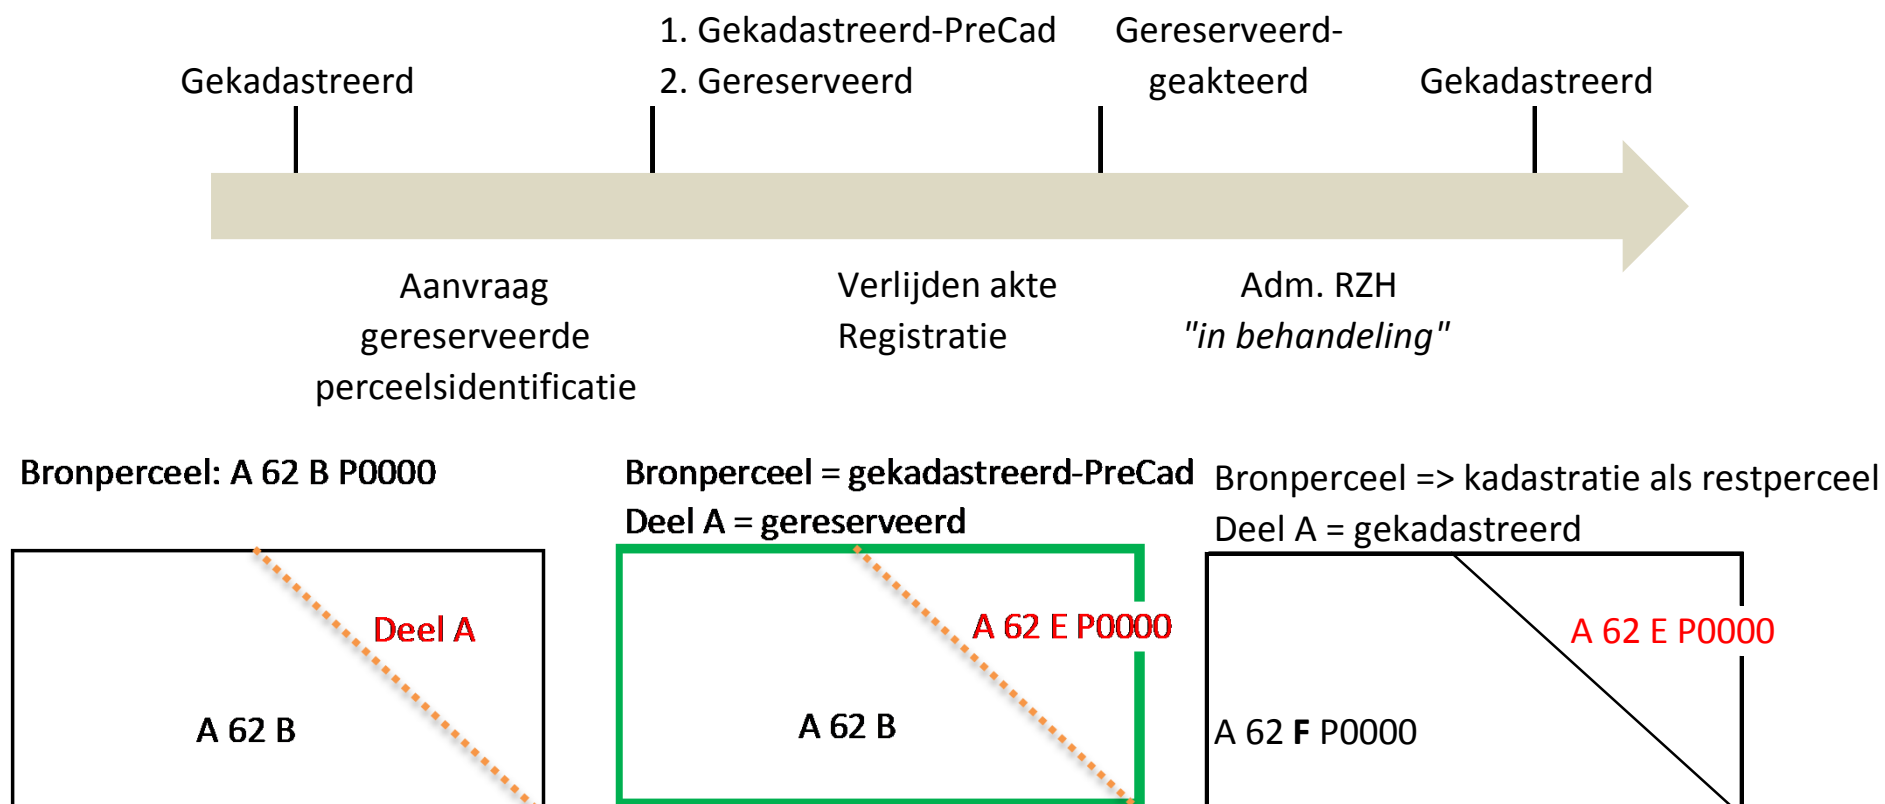 1. Gekadastreerd-PreCad
2. Gereserveerd
Gereserveerd-
geakteerd
Gekadastreerd
Gekadastreerd
Aanvraag
gereserveerde
perceelsidentificatie
Verlijden akte
Registratie
Adm. RZH
"in behandeling"
Bronperceel: A 62 B P0000
Deel A
A 62 B
Bronperceel = gekadastreerd-PreCad
Deel A = gereserveerd
A 62 E P0000
A 62 B
Bronperceel => kadastratie als restperceel
Deel A = gekadastreerd
A 62 E P0000
A 62 F P0000